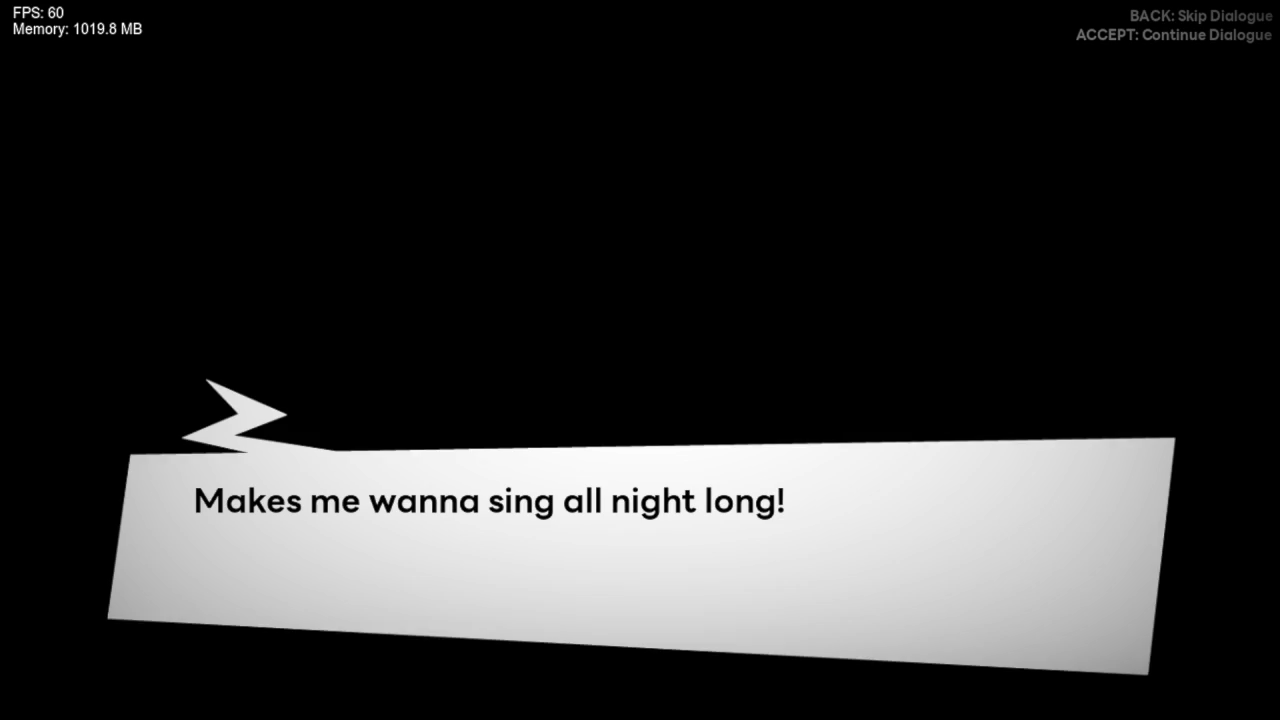 FPS: 60
Memory: 1019.8 MB
BACK: Skip Dialogue
ACCEPT: Continue Dialogue
Makes me wanna sing all night long!